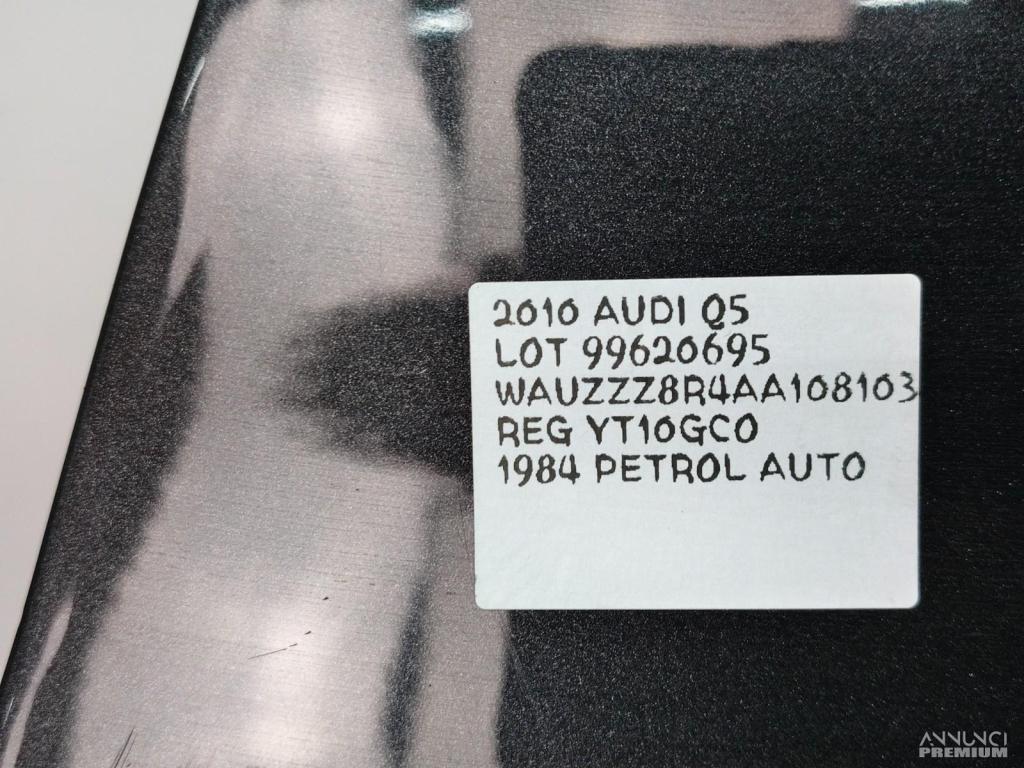 2010 AUDI Q5
LOT 99620695
WAUZZZ8R4AA108103
REG YT10GCO
1984 PETROL AUTO
ANNUNCI
PREMIUM